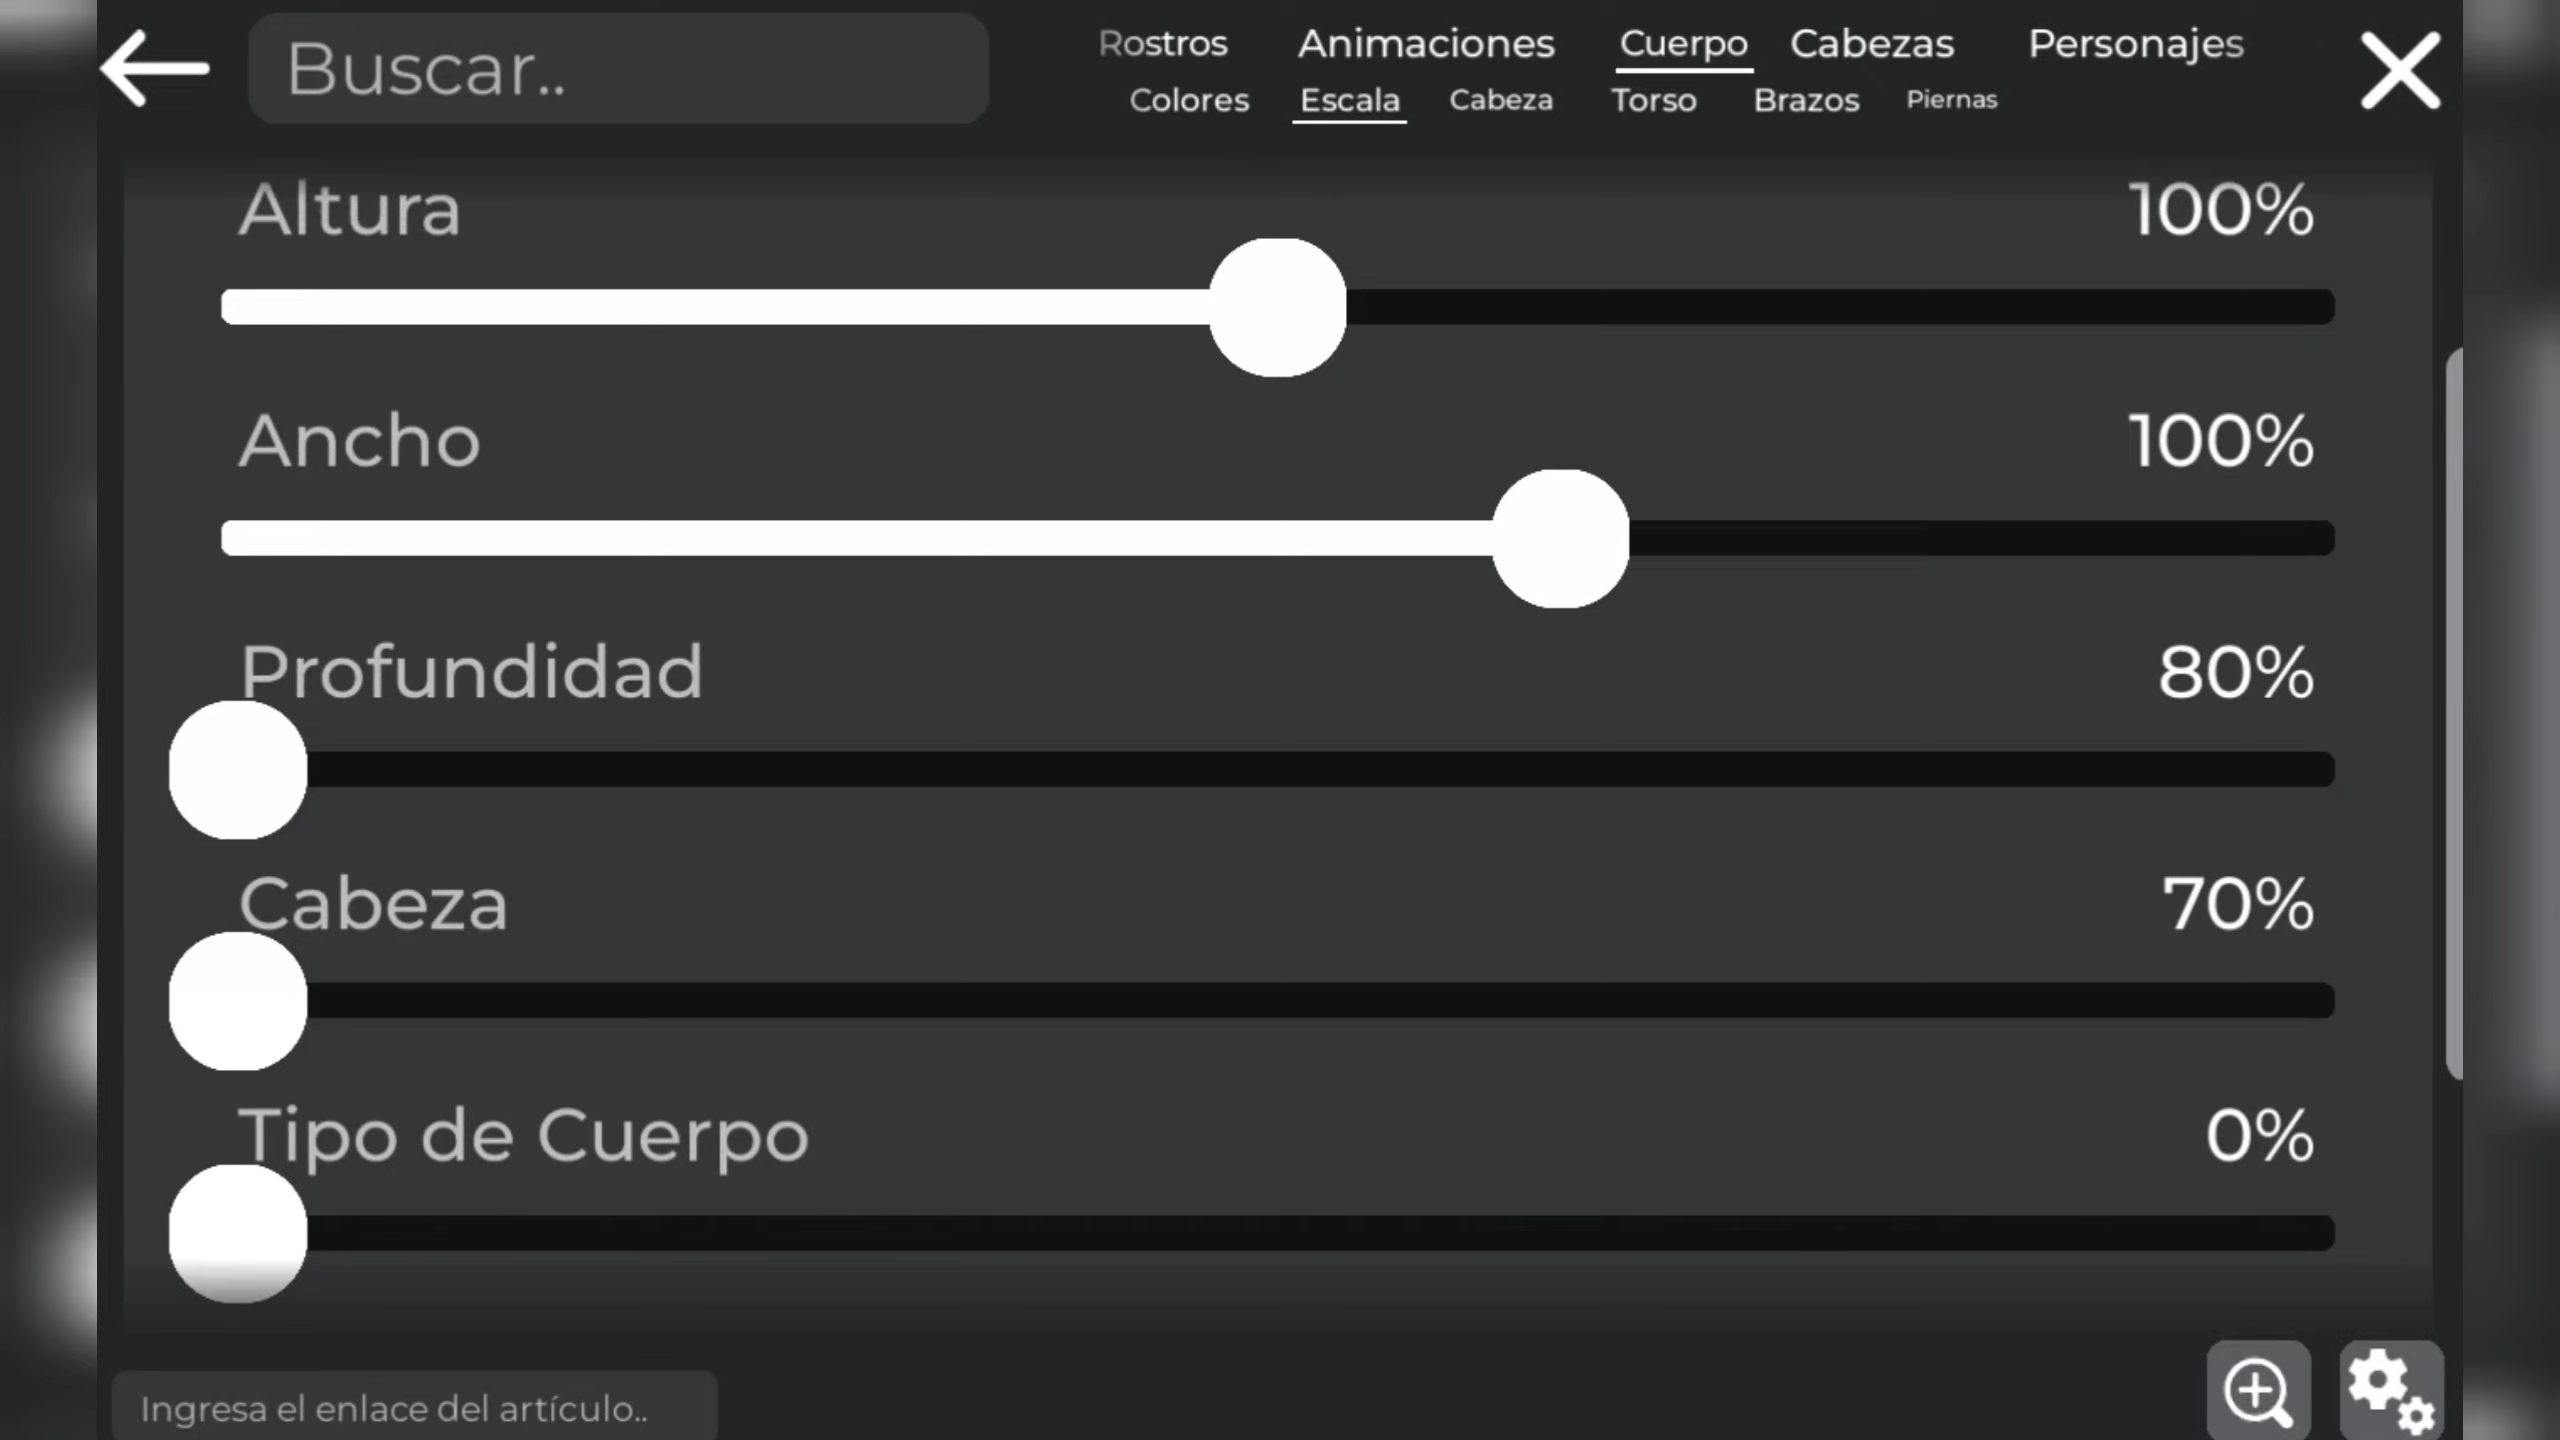 Buscar..
Rostros Animaciones Cuerpo Cabezas Personajes
Colores Escala Cabeza Torso Brazos Piernas
Altura 100%
Ancho 100%
Profundidad 80%
Cabeza 70%
Tipo de Cuerpo 0%
Ingresa el enlace del artículo..